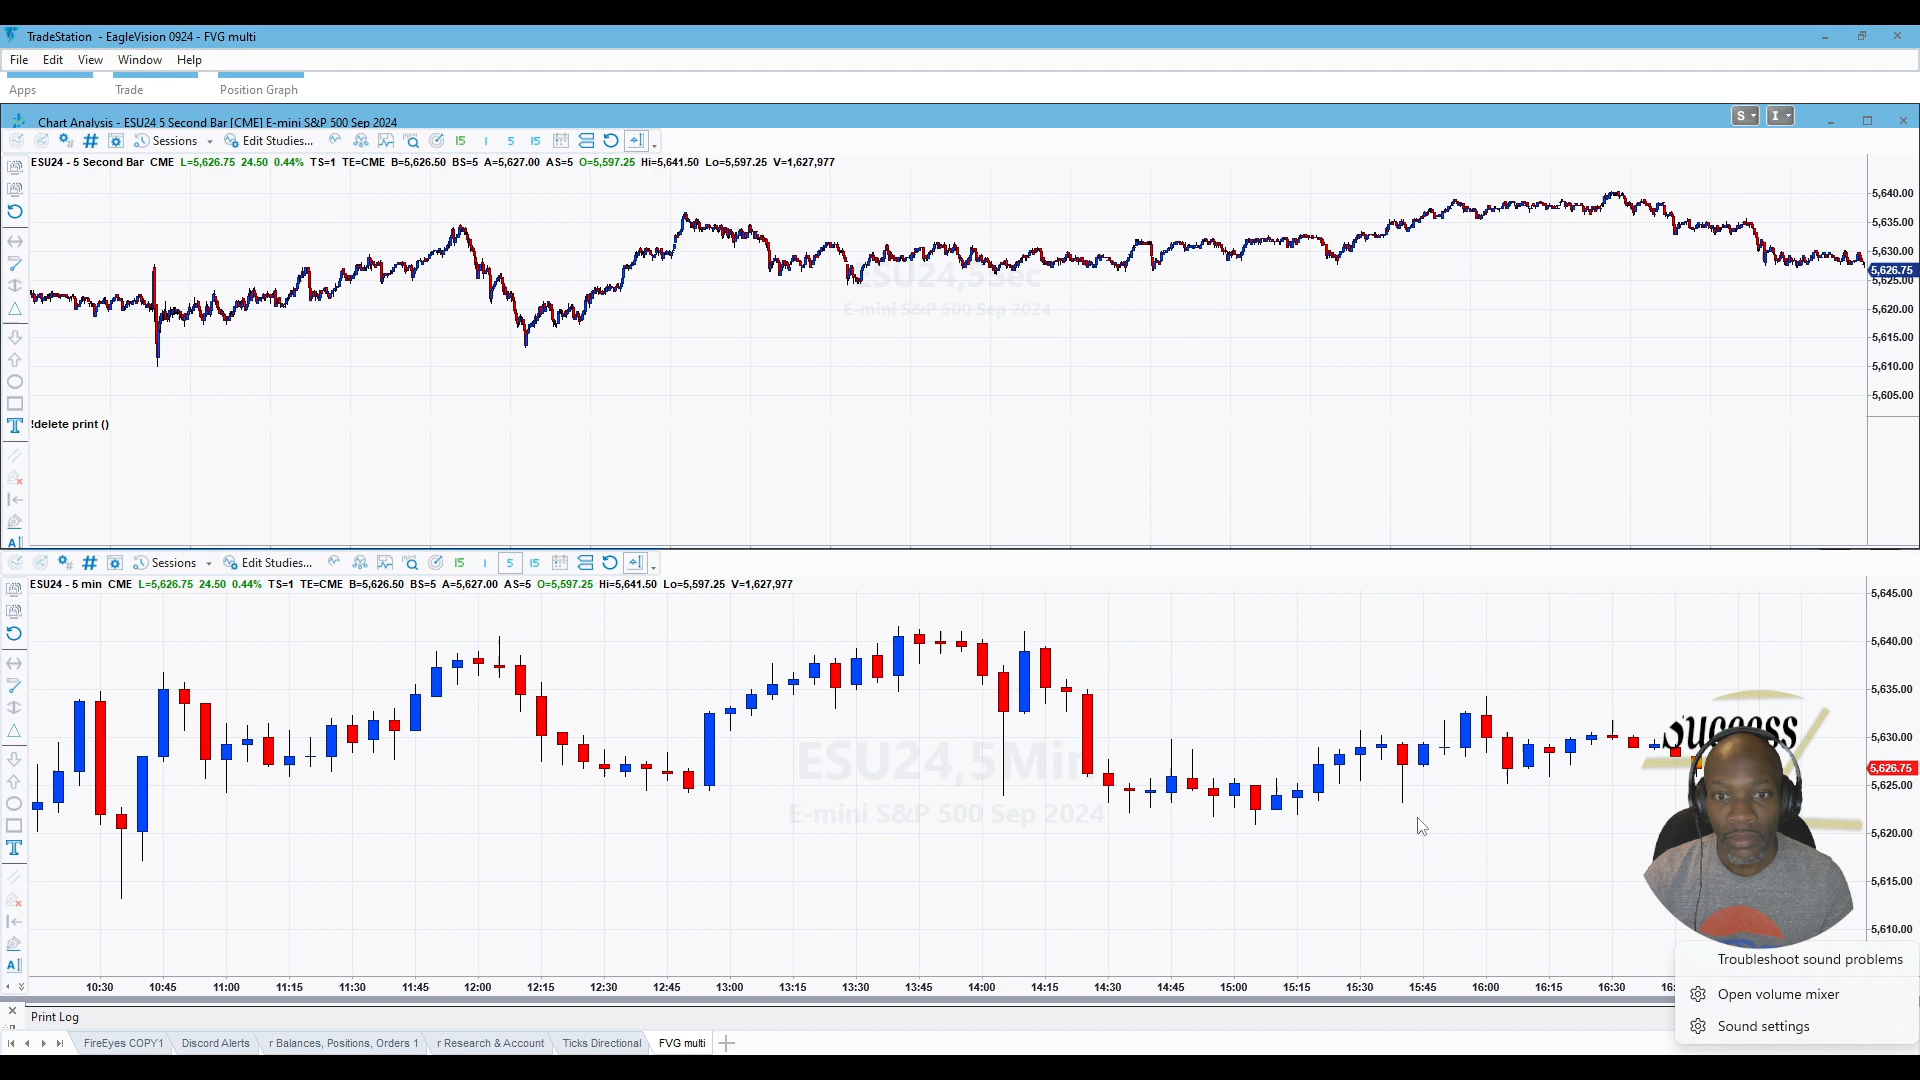 TradeStation - EagleVision 0924 - FVG multi
File Edit View Window Help
Apps Trade Position Graph
Chart Analysis - ESU24 5 Second Bar [CME] E-mini S&P 500 Sep 2024
S I
Sessions Edit Studies... 15 1 5 15
ESU24 - 5 Second Bar CME L=5,626.75 24.50 0.44% TS=1 TE=CME B=5,626.50 BS=5 A=5,627.00 AS=5 O=5,597.25 Hi=5,641.50 Lo=5,597.25 V=1,627,977
5,640.00
5,635.00
5,630.00
5,626.75
5,625.00
5,620.00
5,615.00
5,610.00
5,605.00
ESU24,5Sec
E-mini S&P 500 Sep 2024
!delete print ()
Sessions Edit Studies... 15 1 5 15
ESU24 - 5 min CME L=5,626.75 24.50 0.44% TS=1 TE=CME B=5,626.50 BS=5 A=5,627.00 AS=5 O=5,597.25 Hi=5,641.50 Lo=5,597.25 V=1,627,977
5,645.00
5,640.00
5,635.00
5,630.00
5,626.75
5,625.00
5,620.00
5,615.00
5,610.00
ESU24,5Min
E-mini S&P 500 Sep 2024
Success
10:30 10:45 11:00 11:15 11:30 11:45 12:00 12:15 12:30 12:45 13:00 13:15 13:30 13:45 14:00 14:15 14:30 14:45 15:00 15:15 15:30 15:45 16:00 16:15 16:30
Troubleshoot sound problems
Open volume mixer
Sound settings
Print Log
FireEyes COPY1 Discord Alerts r Balances, Positions, Orders 1 r Research & Account Ticks Directional FVG multi